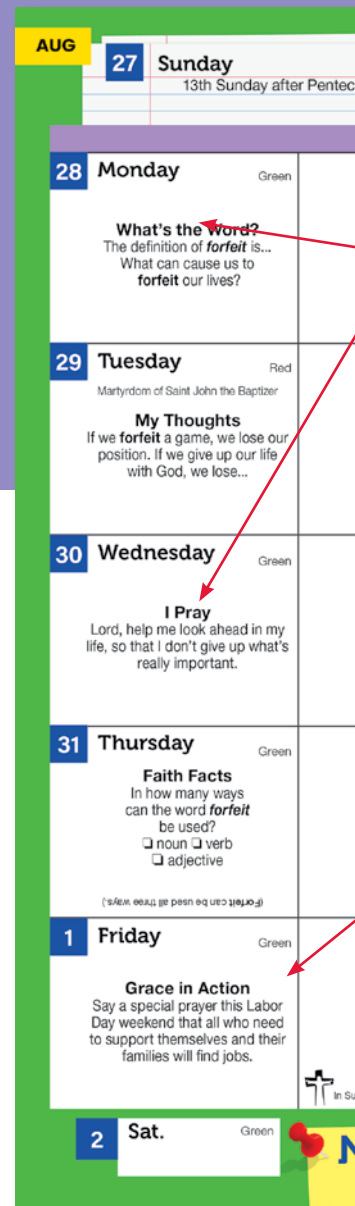 AUG
27 Sunday
13th Sunday after Pentec
28 Monday Green
What's the Word?
The definition of forfeit is...
What can cause us to
forfeit our lives?
29 Tuesday Red
Martyrdom of Saint John the Baptizer
My Thoughts
If we forfeit a game, we lose our
position. If we give up our life
with God, we lose...
30 Wednesday Green
I Pray
Lord, help me look ahead in my
life, so that I don't give up what's
really important.
31 Thursday Green
Faith Facts
In how many ways
can the word forfeit
be used?
❑ noun ❑ verb
❑ adjective
(Forfeit can be used all three ways.)
1 Friday Green
Grace in Action
Say a special prayer this Labor
Day weekend that all who need
to support themselves and their
families will find jobs.
In Su
2 Sat. Green
N